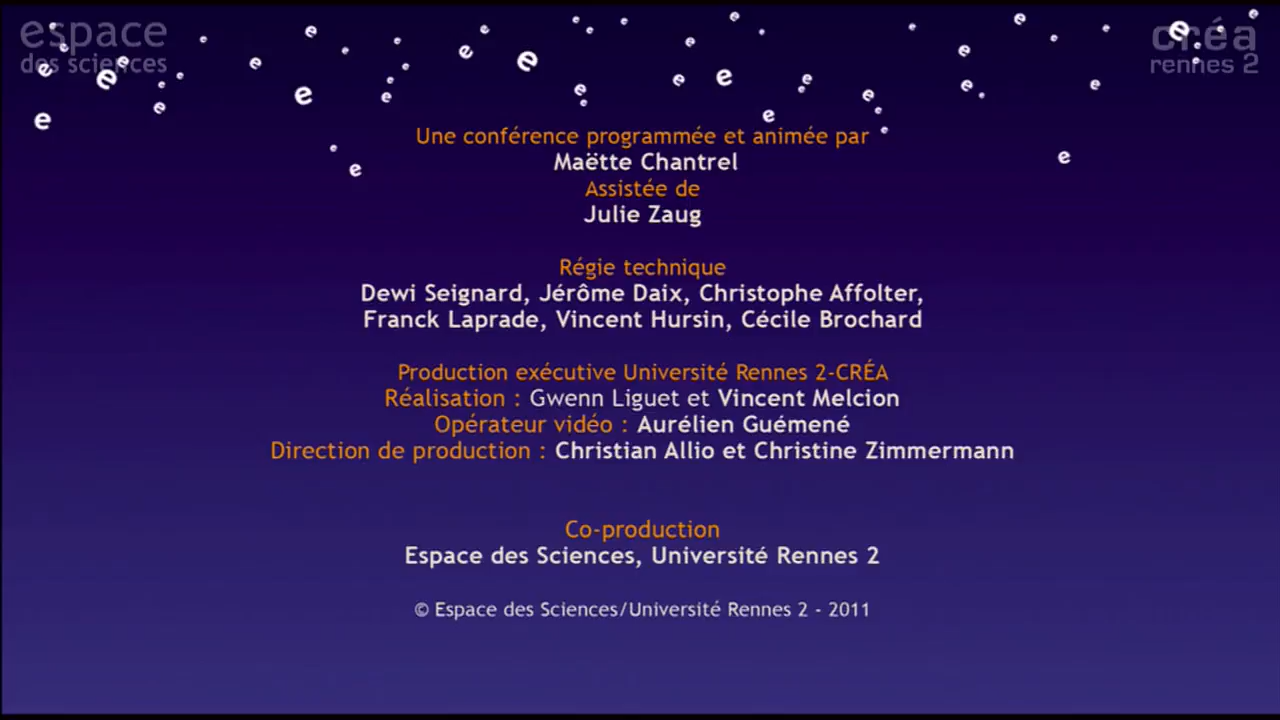 espace
des sciences
créa
rennes 2
Une conférence programmée et animée par
Maëtte Chantrel
Assistée de
Julie Zaug
Régie technique
Dewi Seignard, Jérôme Daix, Christophe Affolter,
Franck Laprade, Vincent Hursin, Cécile Brochard
Production exécutive Université Rennes 2-CRÉA
Réalisation : Gwenn Liguet et Vincent Melcion
Opérateur vidéo : Aurélien Guémené
Direction de production : Christian Allio et Christine Zimmermann
Co-production
Espace des Sciences, Université Rennes 2
© Espace des Sciences/Université Rennes 2 - 2011